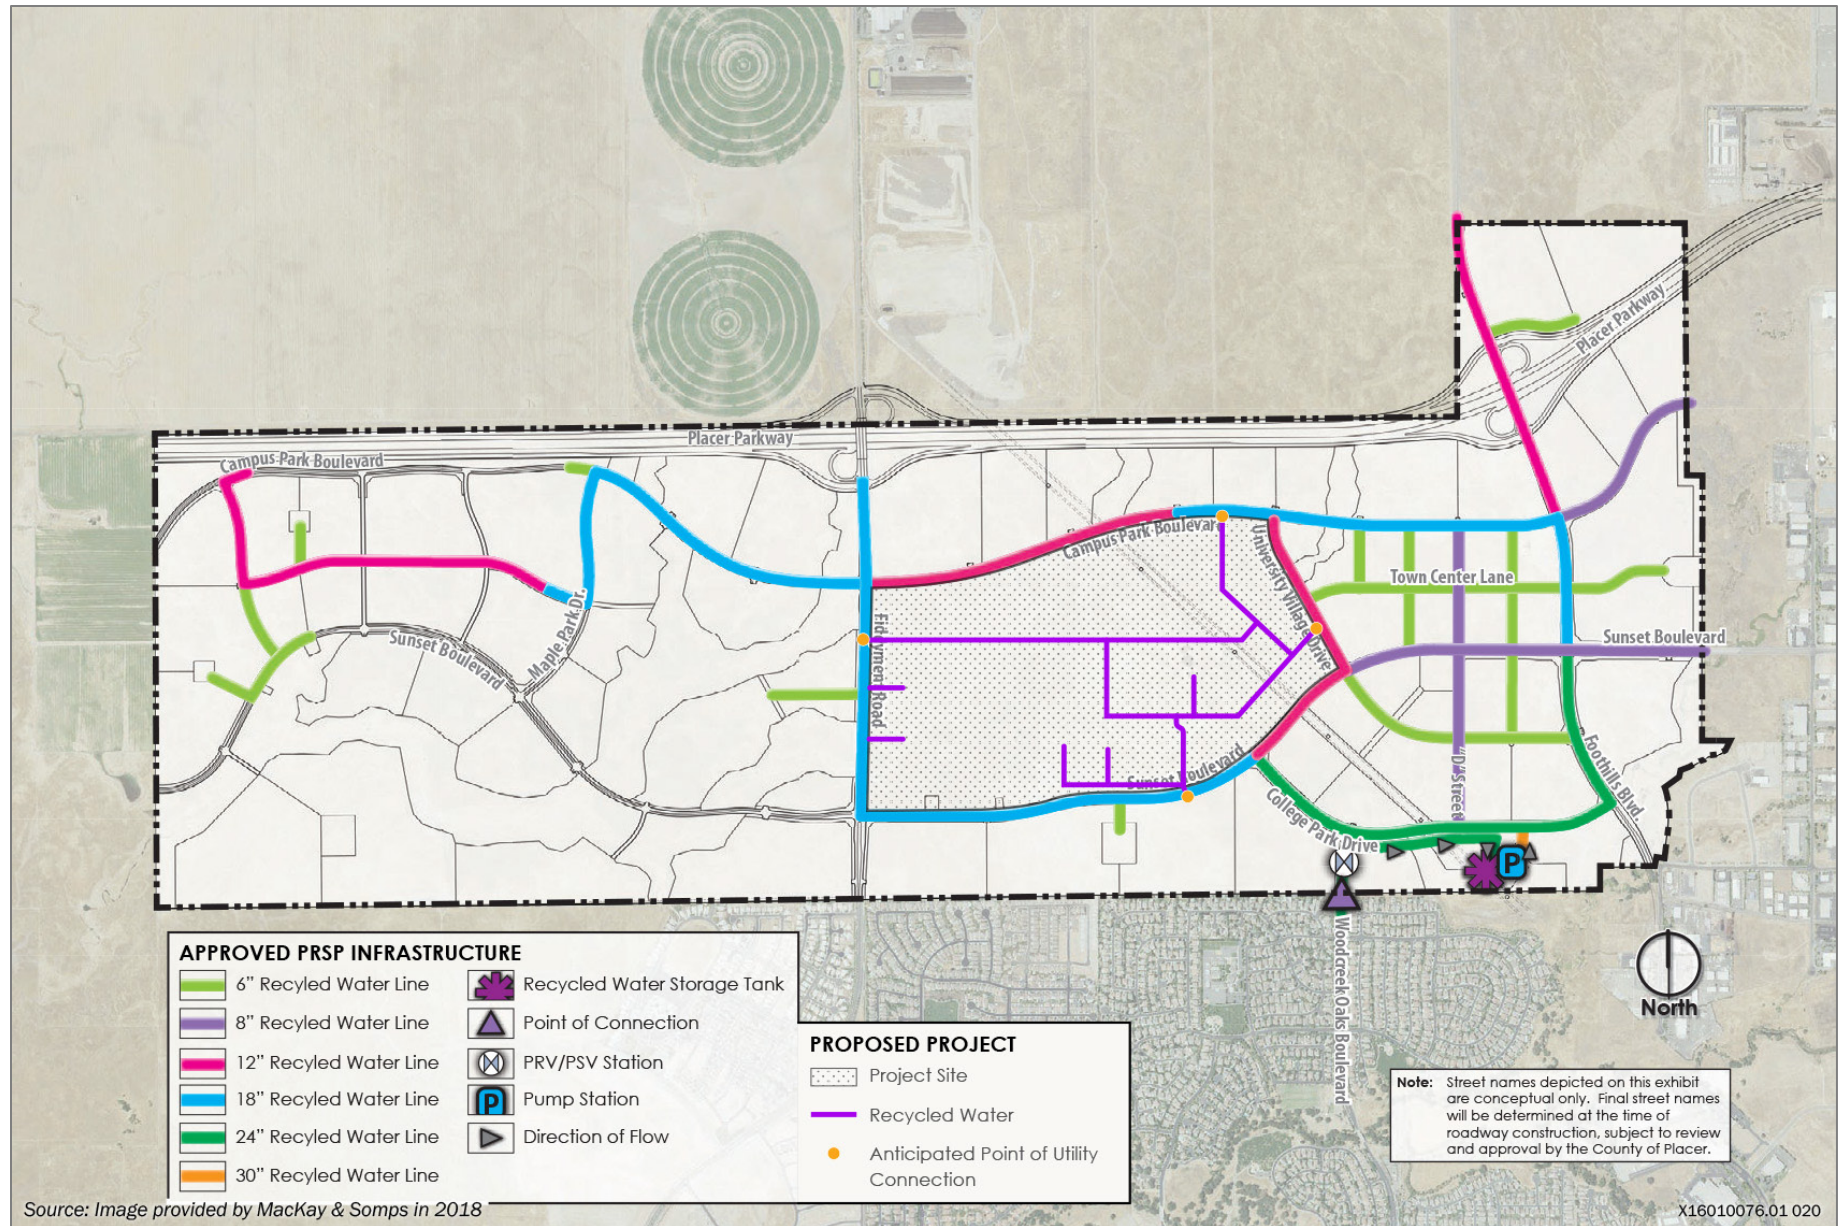 Placer Parkway
Placer Parkway
Campus Park Boulevard
Campus Park Boulevar
University Village Drive
Town Center Lane
Sunset Boulevard
Sunset Boulevard
Maple Park Dr.
Fiddyment Road
Sunset Boulevard
"D" Street
Foothills Blvd.
College Park Drive
P
Woodcreek Oaks Boulevard
North
APPROVED PRSP INFRASTRUCTURE
6” Recyled Water Line
8” Recyled Water Line
12” Recyled Water Line
18” Recyled Water Line
24” Recyled Water Line
30” Recyled Water Line
Recycled Water Storage Tank
Point of Connection
PRV/PSV Station
P Pump Station
Direction of Flow
PROPOSED PROJECT
Project Site
Recycled Water
Anticipated Point of Utility
Connection
Note: Street names depicted on this exhibit
are conceptual only. Final street names
will be determined at the time of
roadway construction, subject to review
and approval by the County of Placer.
Source: Image provided by MacKay & Somps in 2018
X16010076.01 020